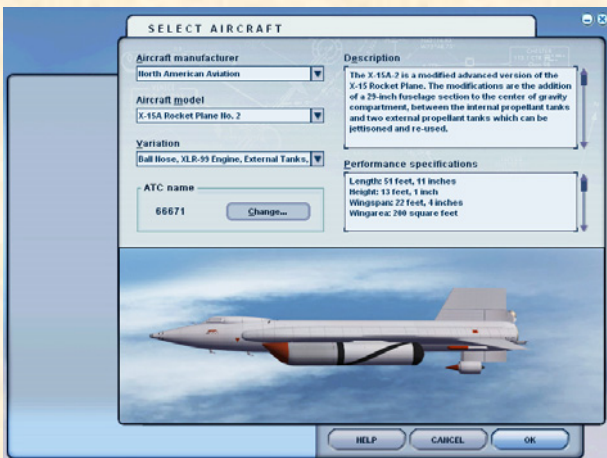 SELECT AIRCRAFT
Aircraft manufacturer
North American Aviation
Aircraft model
X-15A Rocket Plane No. 2
Variation
Ball Nose, XLR-99 Engine, External Tanks,
ATC name
66671
Change...
Description
The X-15A-2 is a modified advanced version of the
X-15 Rocket Plane. The modifications are the addition
of a 29-inch fuselage section to the center of gravity
compartment, between the internal propellant tanks
and two external propellant tanks which can be
jettisoned and re-used.
Performance specifications
Length: 51 feet, 11 inches
Height: 13 feet, 1 inch
Wingspan: 22 feet, 4 inches
Wingarea: 200 square feet
HELP
CANCEL
OK